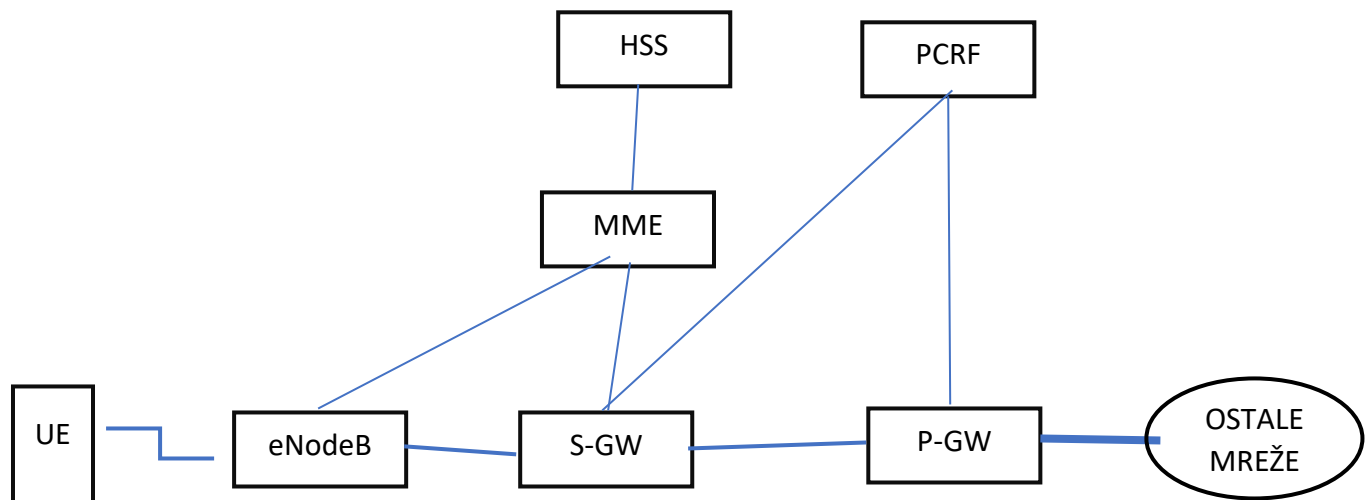 HSS
PCRF
MME
UE
eNodeB
S-GW
P-GW
OSTALE
MREŽE